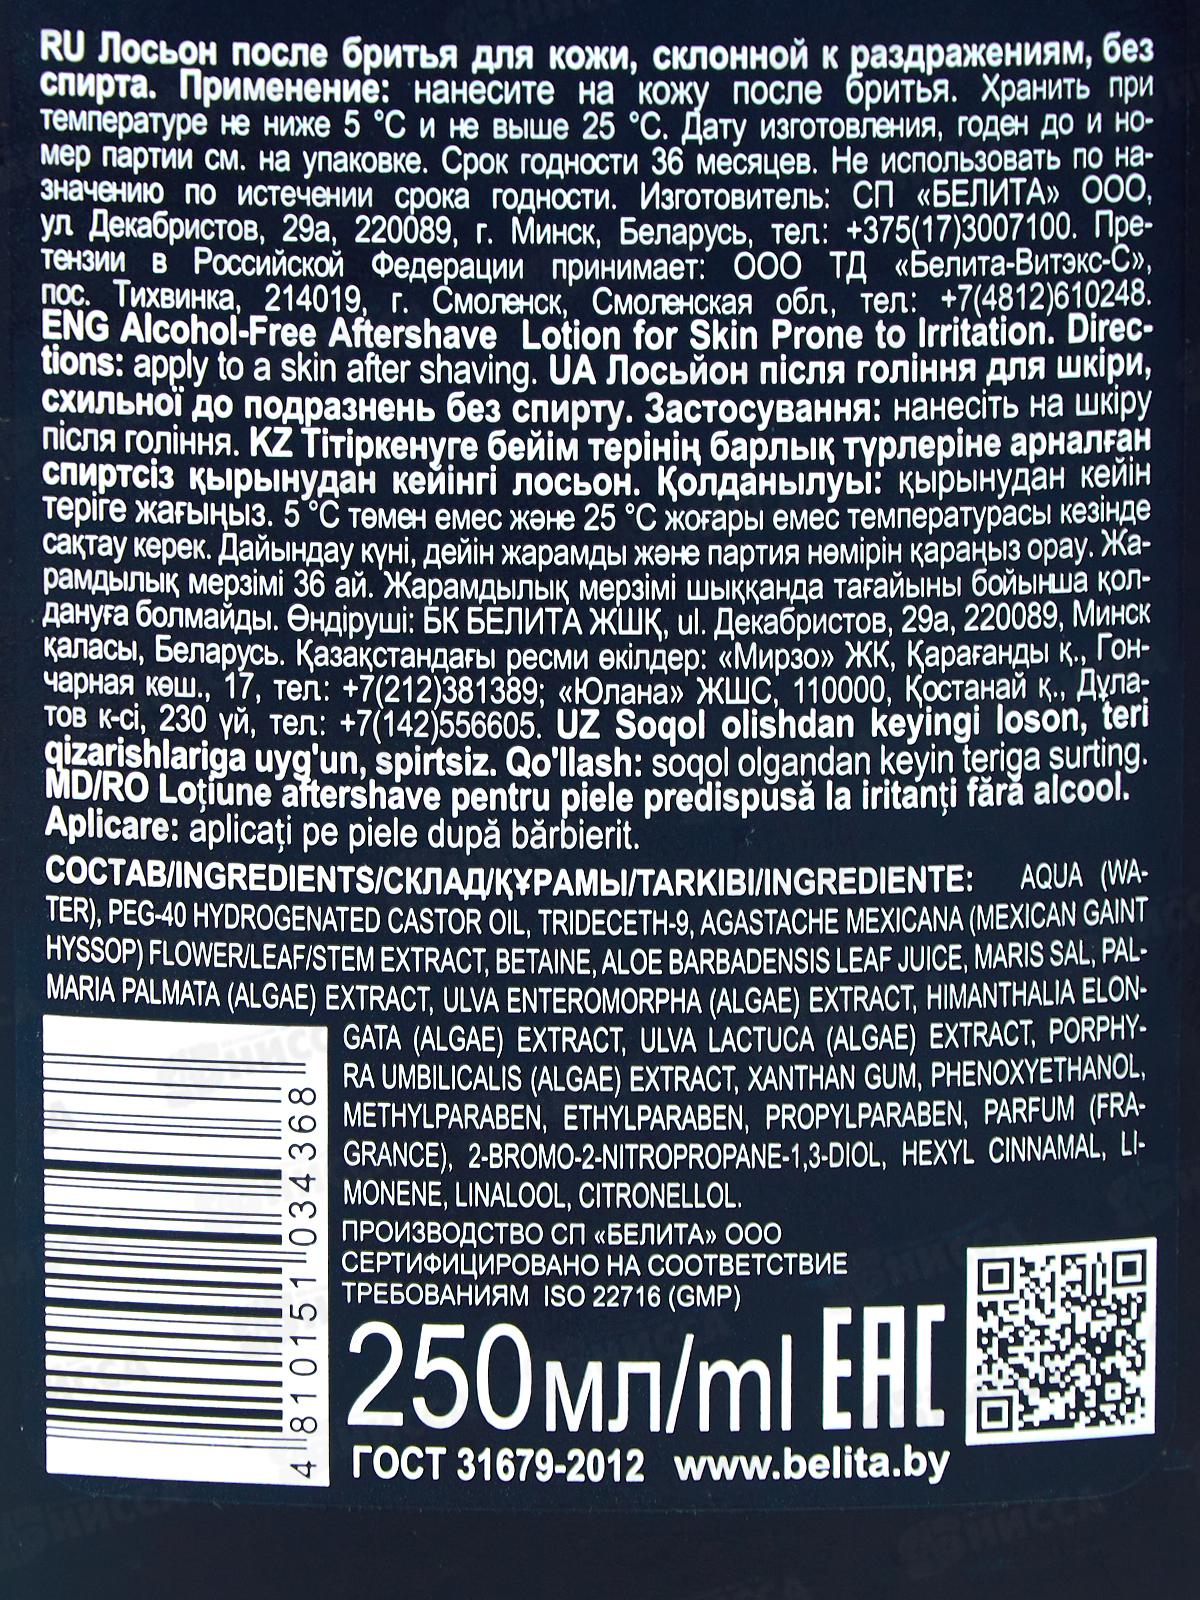 RU Лосьон после бритья для кожи, склонной к раздражениям, без
спирта. Применение: нанесите на кожу после бритья. Хранить при
температуре не ниже 5 °С и не выше 25 °С. Дату изготовления, годен до и но-
мер партии см. на упаковке. Срок годности 36 месяцев. Не использовать по на-
значению по истечении срока годности. Изготовитель: СП «БЕЛИТА» ООО,
ул. Декабристов, 29а, 220089, г. Минск, Беларусь, тел.: +375(17)3007100. Пре-
тензии в Российской Федерации принимает: ООО ТД «Белита-Витэкс-С»,
пос. Тихвинка, 214019, г. Смоленск, Смоленская обл., тел.: +7(4812)610248.
ENG Alcohol-Free Aftershave Lotion for Skin Prone to Irritation. Direc-
tions: apply to a skin after shaving. UA Лосьйон після гоління для шкіри,
схильної до подразнень без спирту. Застосування: нанесіть на шкіру
після гоління. KZ Тітіркенуге бейім терінің барлық түрлеріне арналған
спиртсіз қырынудан кейінгі лосьон. Қолданылуы: қырынудан кейін
теріге жағыңыз. 5 °С төмен емес және 25 °С жоғары емес температурасы кезінде
сақтау керек. Дайындау күні, дейін жарамды және партия нөмірін қараңыз орау. Жа-
рамдылық мерзімі 36 ай. Жарамдылық мерзімі шыққанда тағайыны бойынша қол-
дануға болмайды. Өндіруші: БК БЕЛИТА ЖШҚ, ul. Декабристов, 29а, 220089, Минск
қаласы, Беларусь. Қазақстандағы ресми өкілдер: «Мирзо» ЖК, Қарағанды қ., Гон-
чарная көш., 17, тел.: +7(212)381389; «Юлана» ЖШС, 110000, Қостанай қ., Дұла-
тов к-сі, 230 үй, тел.: +7(142)556605. UZ Soqol olishdan keyingi loson, teri
qizarishlariga uyg'un, spirtsiz. Qo'llash: soqol olgandan keyin teriga surting.
MD/RO Loțiune aftershave pentru piele predispusă la iritanți fără alcool.
Aplicare: aplicați pe piele după bărbierit.
СОСТАВ/INGREDIENTS/СКЛАД/ҚҰРАМЫ/TARKIBI/INGREDIENTE: AQUA (WA-
TER), PEG-40 HYDROGENATED CASTOR OIL, TRIDECETH-9, AGASTACHE MEXICANA (MEXICAN GAINT
HYSSOP) FLOWER/LEAF/STEM EXTRACT, BETAINE, ALOE BARBADENSIS LEAF JUICE, MARIS SAL, PAL-
MARIA PALMATA (ALGAE) EXTRACT, ULVA ENTEROMORPHA (ALGAE) EXTRACT, HIMANTHALIA ELON-
GATA (ALGAE) EXTRACT, ULVA LACTUCA (ALGAE) EXTRACT, PORPHY-
RA UMBILICALIS (ALGAE) EXTRACT, XANTHAN GUM, PHENOXYETHANOL,
METHYLPARABEN, ETHYLPARABEN, PROPYLPARABEN, PARFUM (FRA-
GRANCE), 2-BROMO-2-NITROPROPANE-1,3-DIOL, HEXYL CINNAMAL, LI-
MONENE, LINALOOL, CITRONELLOL.
ПРОИЗВОДСТВО СП «БЕЛИТА» ООО
СЕРТИФИЦИРОВАНО НА СООТВЕТСТВИЕ
ТРЕБОВАНИЯМ ISO 22716 (GMP)
250мл/ml EAC
ГОСТ 31679-2012 www.belita.by
4 810151 034368